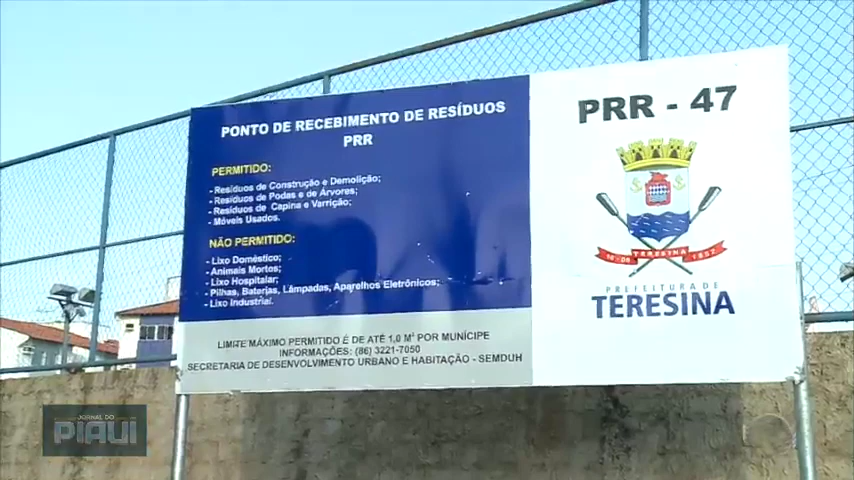 PONTO DE RECEBIMENTO DE RESÍDUOS
PRR
PERMITIDO:
- Resíduos de Construção e Demolição;
- Resíduos de Podas e de Árvores;
- Resíduos de Capina e Varrição;
- Móveis Usados.
NÃO PERMITIDO:
- Lixo Doméstico;
- Animais Mortos;
- Lixo Hospitalar;
- Pilhas, Baterias, Lâmpadas, Aparelhos Eletrônicos;
- Lixo Industrial.
LIMITE MÁXIMO PERMITIDO É DE ATÉ 1,0 M³ POR MUNÍCIPE
INFORMAÇÕES: (86) 3221-7050
SECRETARIA DE DESENVOLVIMENTO URBANO E HABITAÇÃO - SEMDUH
PRR - 47
16·08 TERESINA 1852
PREFEITURA DE
TERESINA
JORNAL DO
PIAUÍ